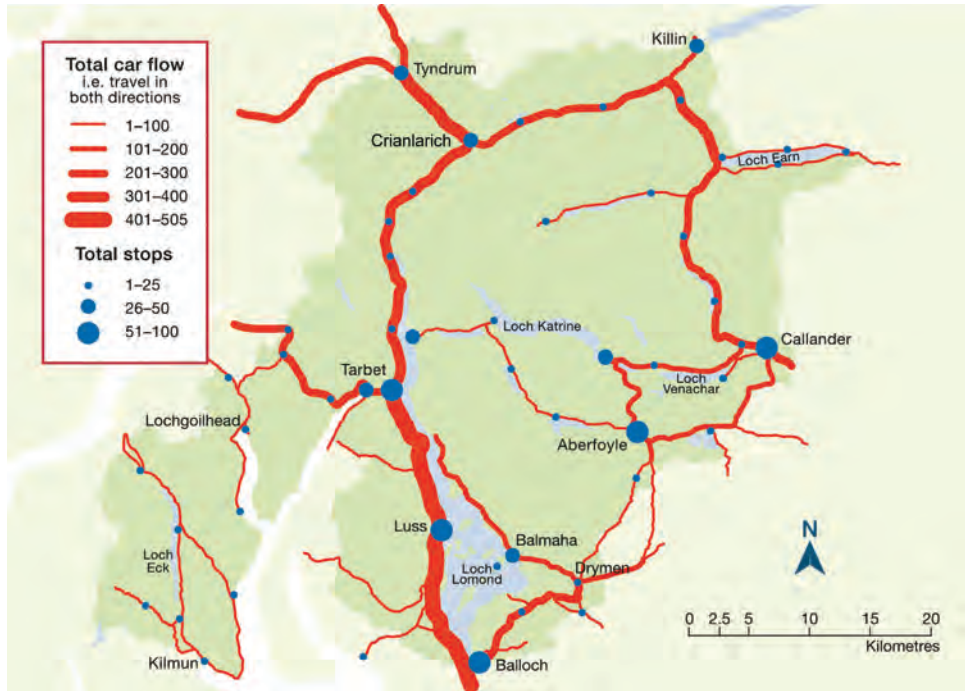 Total car flow
i.e. travel in
both directions
1–100
101–200
201–300
301–400
401–505
Total stops
1–25
26–50
51–100
Killin
Tyndrum
Crianlarich
Loch Earn
Loch Katrine
Callander
Loch
Venachar
Tarbet
Lochgoilhead
Aberfoyle
Luss
Balmaha
Loch
Lomond
Drymen
Loch
Eck
Kilmun
Balloch
N
0 2.5 5 10 15 20
Kilometres